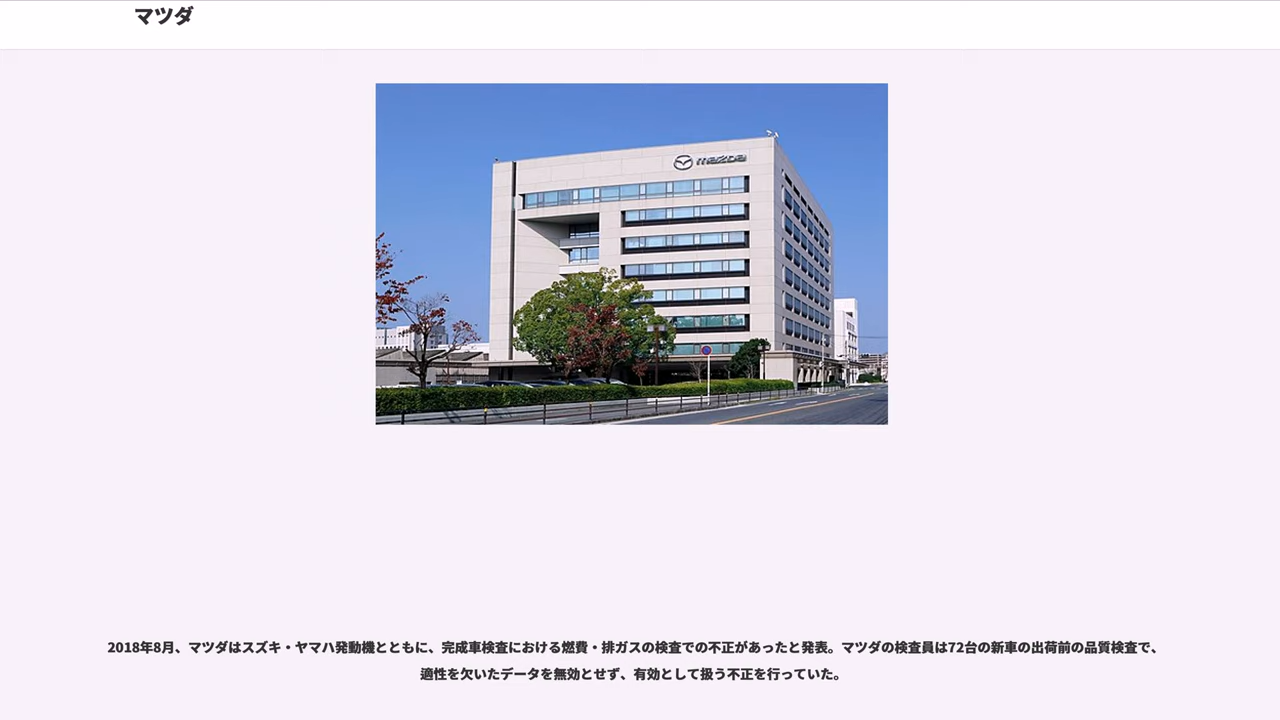 マツダ
mazda
2018年8月、マツダはスズキ・ヤマハ発動機とともに、完成車検査における燃費・排ガスの検査での不正があったと発表。マツダの検査員は72台の新車の出荷前の品質検査で、
適性を欠いたデータを無効とせず、有効として扱う不正を行っていた。